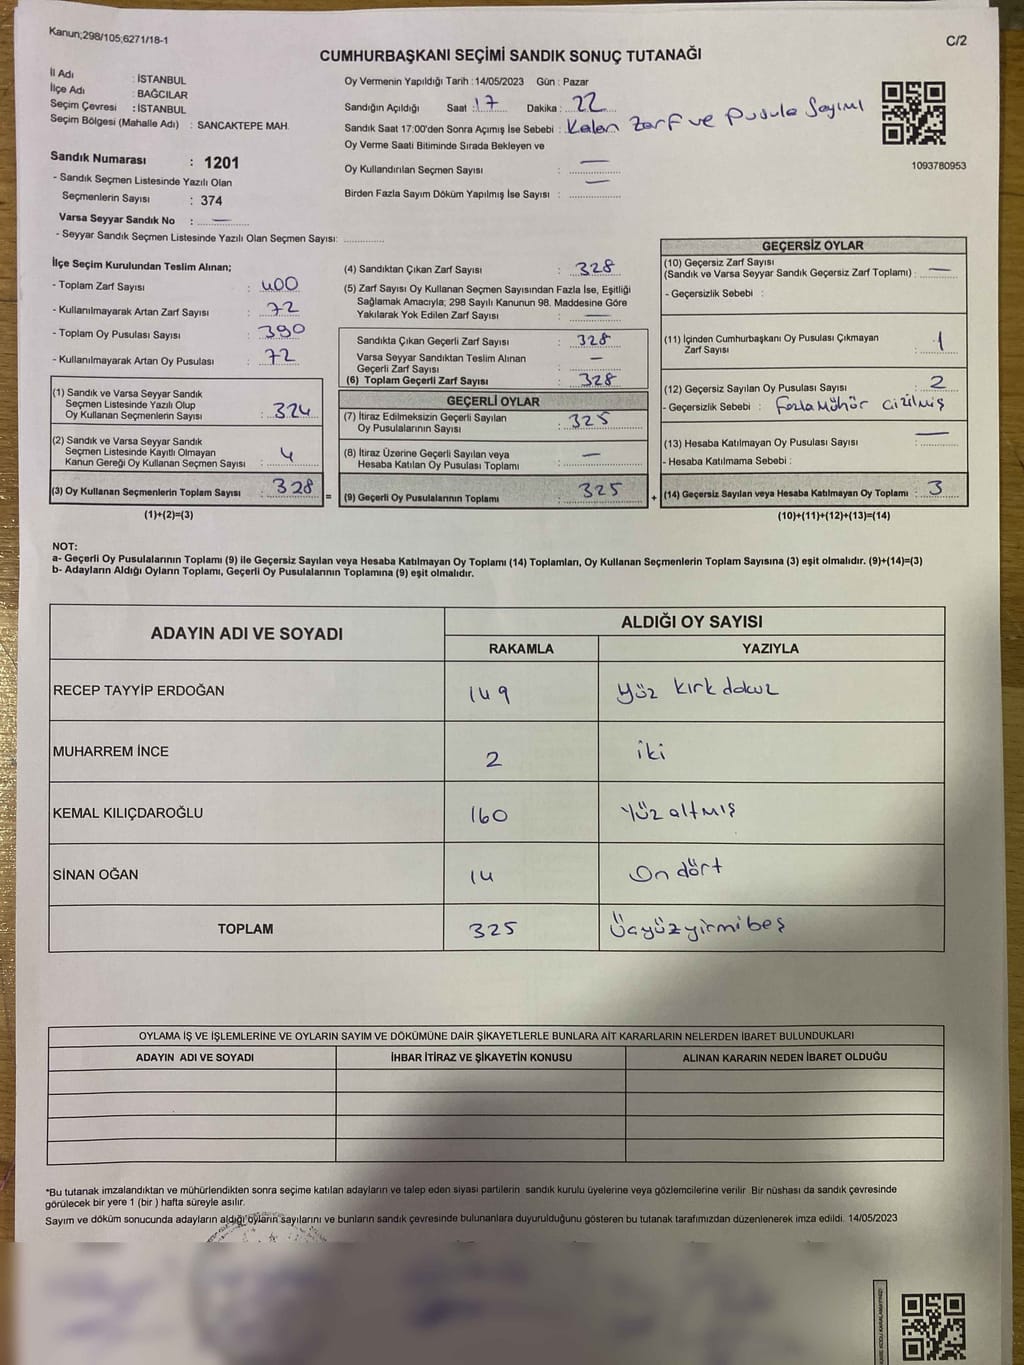 Kanun;298/105;6271/18-1
C/2
CUMHURBAŞKANI SEÇİMİ SANDIK SONUÇ TUTANAĞI
İl Adı : İSTANBUL
İlçe Adı : BAĞCILAR
Seçim Çevresi : İSTANBUL
Seçim Bölgesi (Mahalle Adı) : SANCAKTEPE MAH.
Sandık Numarası : 1201
- Sandık Seçmen Listesinde Yazılı Olan
Seçmenlerin Sayısı : 374
Varsa Seyyar Sandık No : —
- Seyyar Sandık Seçmen Listesinde Yazılı Olan Seçmen Sayısı: ............
Oy Vermenin Yapıldığı Tarih : 14/05/2023 Gün : Pazar
Sandığın Açıldığı Saat : 17 Dakika : 22
Sandık Saat 17:00'den Sonra Açımış İse Sebebi : Kalan Zarf ve Pusula Sayımı
Oy Verme Saati Bitiminde Sırada Bekleyen ve
Oy Kullandırılan Seçmen Sayısı : —
Birden Fazla Sayım Döküm Yapılmış İse Sayısı : —
1093780953
İlçe Seçim Kurulundan Teslim Alınan;
- Toplam Zarf Sayısı : 400
- Kullanılmayarak Artan Zarf Sayısı : 72
- Toplam Oy Pusulası Sayısı : 390
- Kullanılmayarak Artan Oy Pusulası : 72
(1) Sandık ve Varsa Seyyar Sandık
Seçmen Listesinde Yazılı Olup
Oy Kullanan Seçmenlerin Sayısı : 324
(2) Sandık ve Varsa Seyyar Sandık
Seçmen Listesinde Kayıtlı Olmayan
Kanun Gereği Oy Kullanan Seçmen Sayısı : 4
(3) Oy Kullanan Seçmenlerin Toplam Sayısı : 328
(1)+(2)=(3)
(4) Sandıktan Çıkan Zarf Sayısı : 328
(5) Zarf Sayısı Oy Kullanan Seçmen Sayısından Fazla İse, Eşitliği
Sağlamak Amacıyla; 298 Sayılı Kanunun 98. Maddesine Göre
Yakılarak Yok Edilen Zarf Sayısı : —
Sandıkta Çıkan Geçerli Zarf Sayısı : 328
Varsa Seyyar Sandıktan Teslim Alınan
Geçerli Zarf Sayısı : —
(6) Toplam Geçerli Zarf Sayısı : 328
GEÇERLİ OYLAR
(7) İtiraz Edilmeksizin Geçerli Sayılan
Oy Pusulalarının Sayısı : 325
(8) İtiraz Üzerine Geçerli Sayılan veya
Hesaba Katılan Oy Pusulası Toplamı : —
= (9) Geçerli Oy Pusulalarının Toplamı : 325
GEÇERSİZ OYLAR
(10) Geçersiz Zarf Sayısı
(Sandık ve Varsa Seyyar Sandık Geçersiz Zarf Toplamı) : —
- Geçersizlik Sebebi :
(11) İçinden Cumhurbaşkanı Oy Pusulası Çıkmayan
Zarf Sayısı : 1
(12) Geçersiz Sayılan Oy Pusulası Sayısı : 2
- Geçersizlik Sebebi : Fazla Mühür Cizilmiş
(13) Hesaba Katılmayan Oy Pusulası Sayısı : —
- Hesaba Katılmama Sebebi :
+ (14) Geçersiz Sayılan veya Hesaba Katılmayan Oy Toplamı : 3
(10)+(11)+(12)+(13)=(14)
NOT:
a- Geçerli Oy Pusulalarının Toplamı (9) ile Geçersiz Sayılan veya Hesaba Katılmayan Oy Toplamı (14) Toplamları, Oy Kullanan Seçmenlerin Toplam Sayısına (3) eşit olmalıdır. (9)+(14)=(3)
b- Adayların Aldığı Oyların Toplamı, Geçerli Oy Pusulalarının Toplamına (9) eşit olmalıdır.
ADAYIN ADI VE SOYADI ALDIĞI OY SAYISI
RAKAMLA YAZIYLA
RECEP TAYYİP ERDOĞAN 149 Yüz kırk dokuz
MUHARREM İNCE 2 iki
KEMAL KILIÇDAROĞLU 160 Yüz altmış
SİNAN OĞAN 14 On dört
TOPLAM 325 Üçyüzyirmibeş
OYLAMA İŞ VE İŞLEMLERİNE VE OYLARIN SAYIM VE DÖKÜMÜNE DAİR ŞİKAYETLERLE BUNLARA AİT KARARLARIN NELERDEN İBARET BULUNDUKLARI
ADAYIN ADI VE SOYADI İHBAR İTİRAZ VE ŞİKAYETİN KONUSU ALINAN KARARIN NEDEN İBARET OLDUĞU
*Bu tutanak imzalandıktan ve mühürlendikten sonra seçime katılan adayların ve talep eden siyasi partilerin sandık kurulu üyelerine veya gözlemcilerine verilir. Bir nüshası da sandık çevresinde
görülecek bir yere 1 (bir) hafta süreyle asılır.
Sayım ve döküm sonucunda adayların aldığı oyların sayılarını ve bunların sandık çevresinde bulunanlara duyurulduğunu gösteren bu tutanak tarafımızdan düzenlenerek imza edildi. 14/05/2023